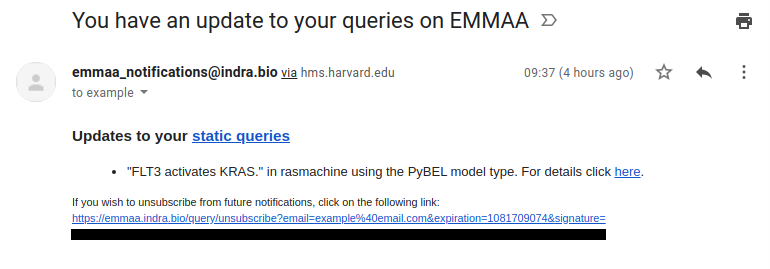 You have an update to your queries on EMMAA
emmaa_notifications@indra.bio via hms.harvard.edu 09:37 (4 hours ago)
to example
Updates to your static queries
• "FLT3 activates KRAS." in rasmachine using the PyBEL model type. For details click here.
If you wish to unsubscribe from future notifications, click on the following link:
https://emmaa.indra.bio/query/unsubscribe?email=example%40email.com&expiration=1081709074&signature=